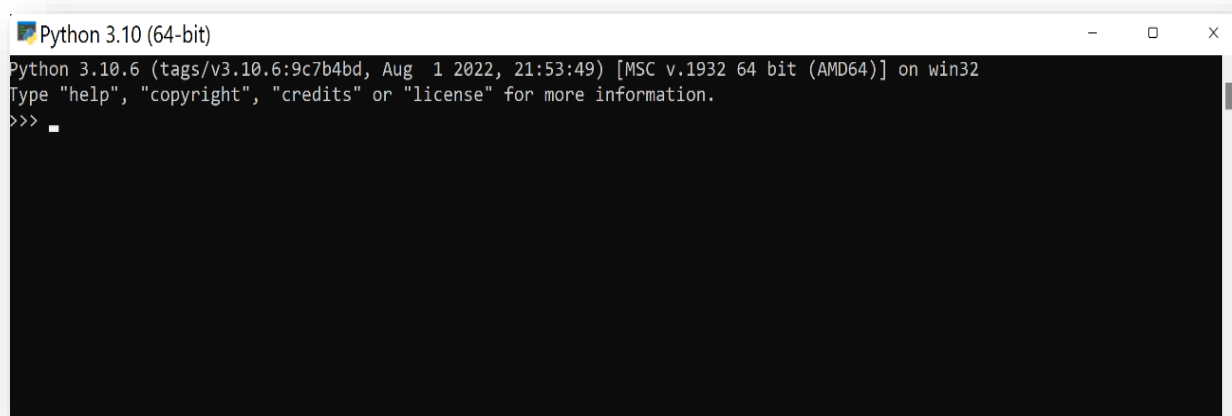 Python 3.10 (64-bit)
Python 3.10.6 (tags/v3.10.6:9c7b4bd, Aug  1 2022, 21:53:49) [MSC v.1932 64 bit (AMD64)] on win32
Type "help", "copyright", "credits" or "license" for more information.
>>>